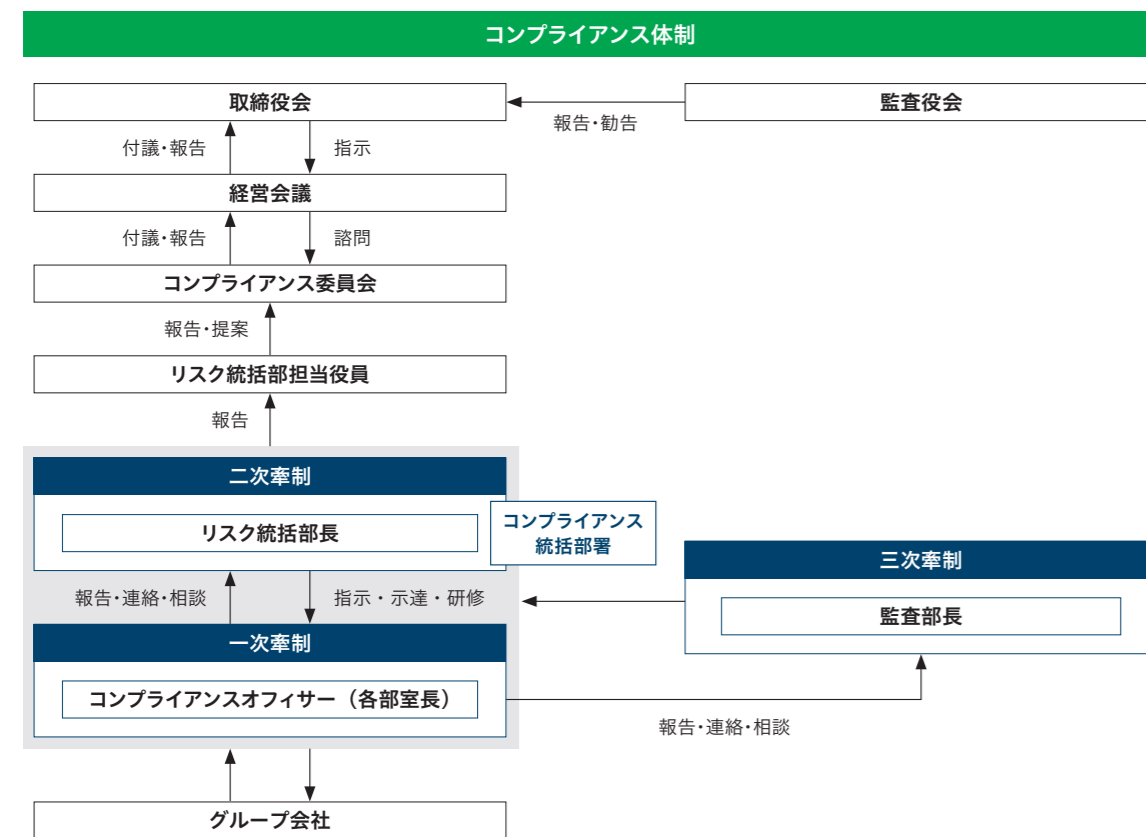 コンプライアンス体制
取締役会
監査役会
報告・勧告
付議・報告
指示
経営会議
付議・報告
諮問
コンプライアンス委員会
報告・提案
リスク統括部担当役員
報告
二次牽制
リスク統括部長
コンプライアンス
統括部署
三次牽制
監査部長
報告・連絡・相談
指示・示達・研修
一次牽制
コンプライアンスオフィサー（各部室長）
報告・連絡・相談
グループ会社